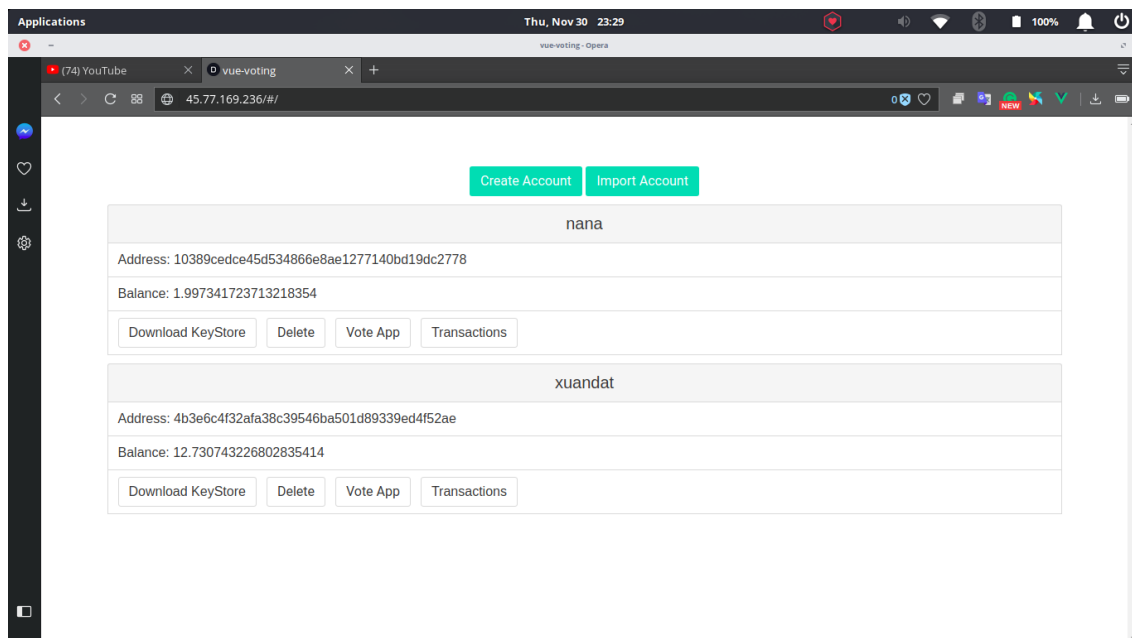 Applications Thu, Nov 30 23:29 100%
vue-voting - Opera
(74) YouTube vue-voting
45.77.169.236/#/ 0 NEW
Create Account Import Account
nana
Address: 10389cedce45d534866e8ae1277140bd19dc2778
Balance: 1.997341723713218354
Download KeyStore Delete Vote App Transactions
xuandat
Address: 4b3e6c4f32afa38c39546ba501d89339ed4f52ae
Balance: 12.730743226802835414
Download KeyStore Delete Vote App Transactions